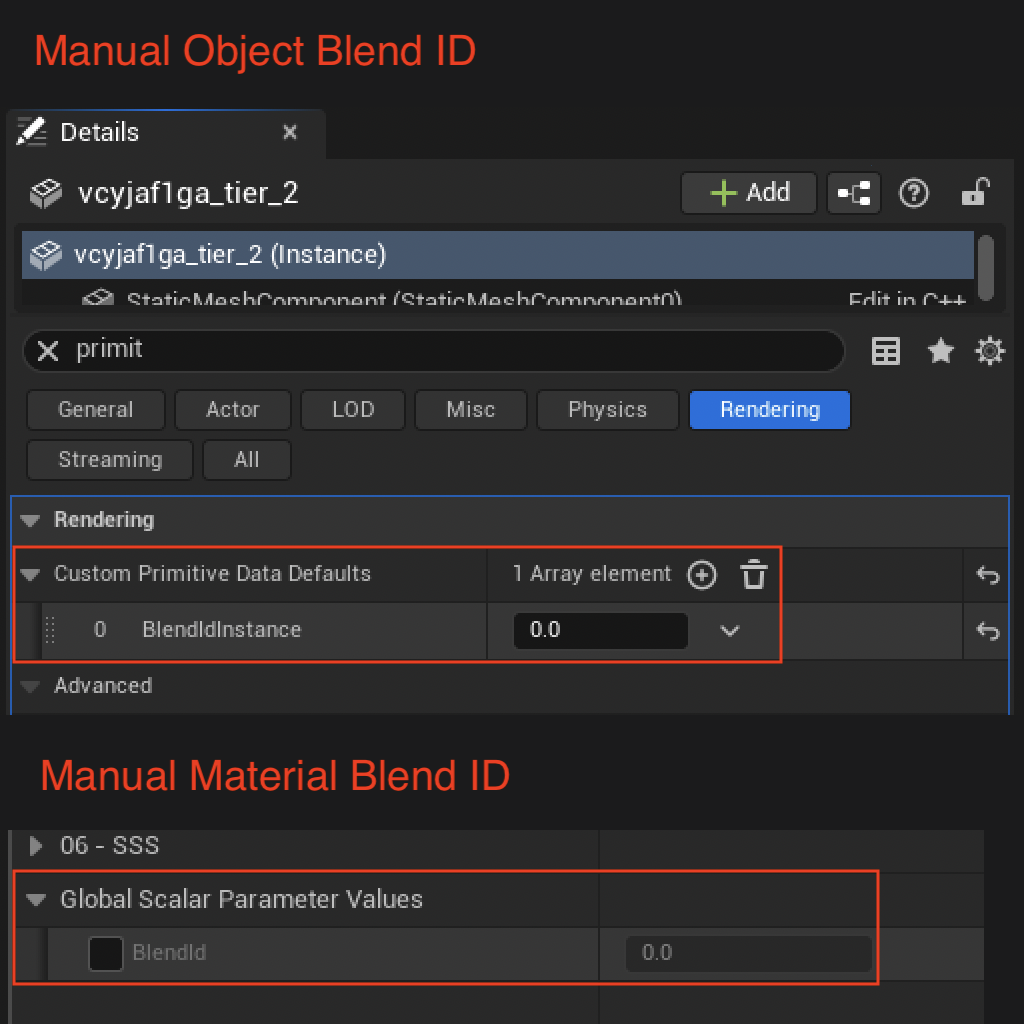 Manual Object Blend ID
Details
vcyjaf1ga_tier_2
Add
vcyjaf1ga_tier_2 (Instance)
StaticMeshComponent (StaticMeshComponent0) Edit in C++
primit
General Actor LOD Misc Physics Rendering
Streaming All
Rendering
Custom Primitive Data Defaults 1 Array element
0 BlendIdInstance 0.0
Advanced
Manual Material Blend ID
06 - SSS
Global Scalar Parameter Values
BlendId 0.0